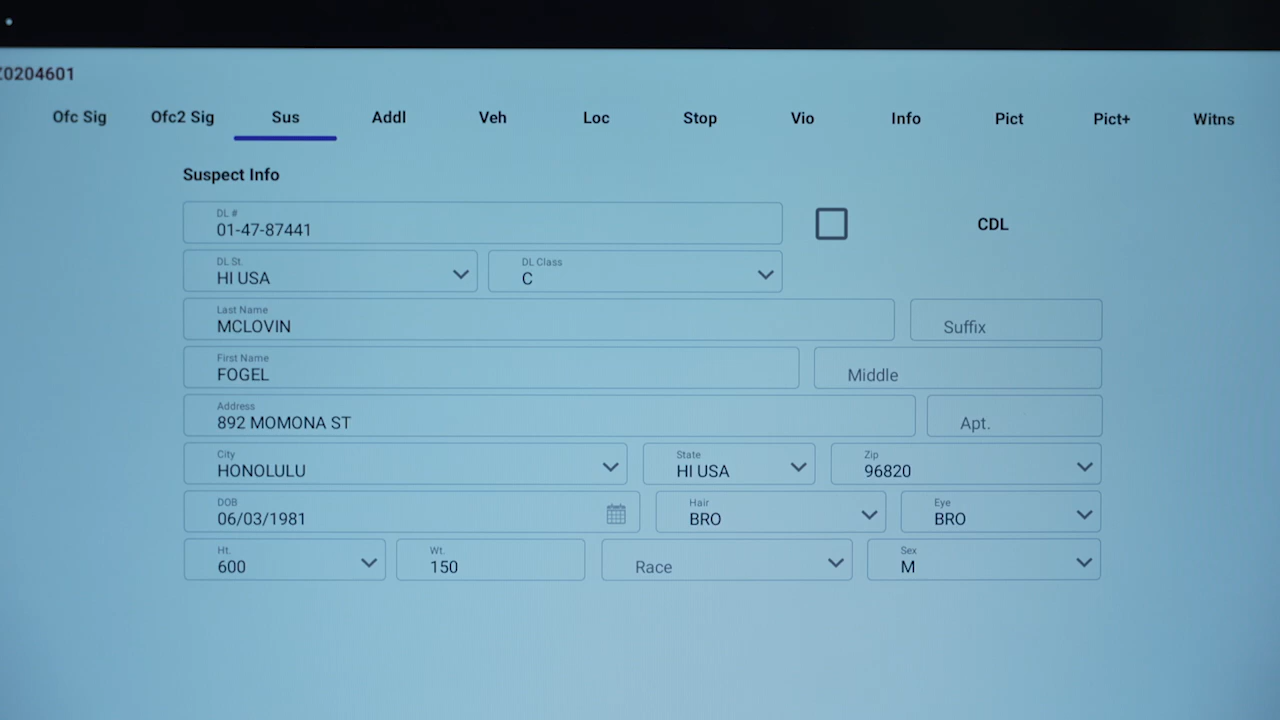 0204601
Ofc Sig Ofc2 Sig Sus Addl Veh Loc Stop Vio Info Pict Pict+ Witns
Suspect Info
DL #
01-47-87441
CDL
DL St. DL Class
HI USA C
Last Name
MCLOVIN Suffix
First Name
FOGEL Middle
Address
892 MOMONA ST Apt.
City State Zip
HONOLULU HI USA 96820
DOB Hair Eye
06/03/1981 BRO BRO
Ht. Wt. Sex
600 150 Race M